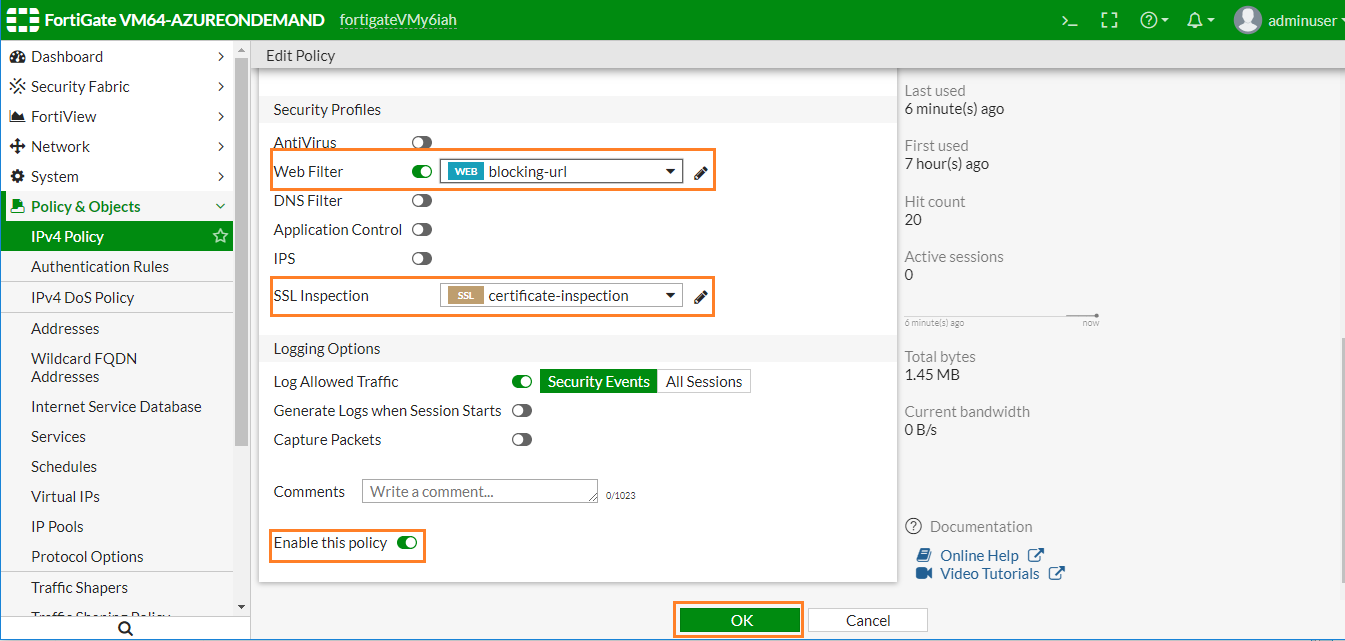 FortiGate VM64-AZUREONDEMAND fortigateVMy6iah >_ adminuser
Dashboard
Security Fabric
FortiView
Network
System
Policy & Objects
IPv4 Policy
Authentication Rules
IPv4 DoS Policy
Addresses
Wildcard FQDN
Addresses
Internet Service Database
Services
Schedules
Virtual IPs
IP Pools
Protocol Options
Traffic Shapers
Traffic Shaping Policy
Edit Policy
Security Profiles
AntiVirus
Web Filter WEB blocking-url
DNS Filter
Application Control
IPS
SSL Inspection SSL certificate-inspection
Logging Options
Log Allowed Traffic Security Events All Sessions
Generate Logs when Session Starts
Capture Packets
Comments Write a comment... 0/1023
Enable this policy
OK Cancel
Last used
6 minute(s) ago
First used
7 hour(s) ago
Hit count
20
Active sessions
0
6 minute(s) ago now
Total bytes
1.45 MB
Current bandwidth
0 B/s
? Documentation
Online Help
Video Tutorials